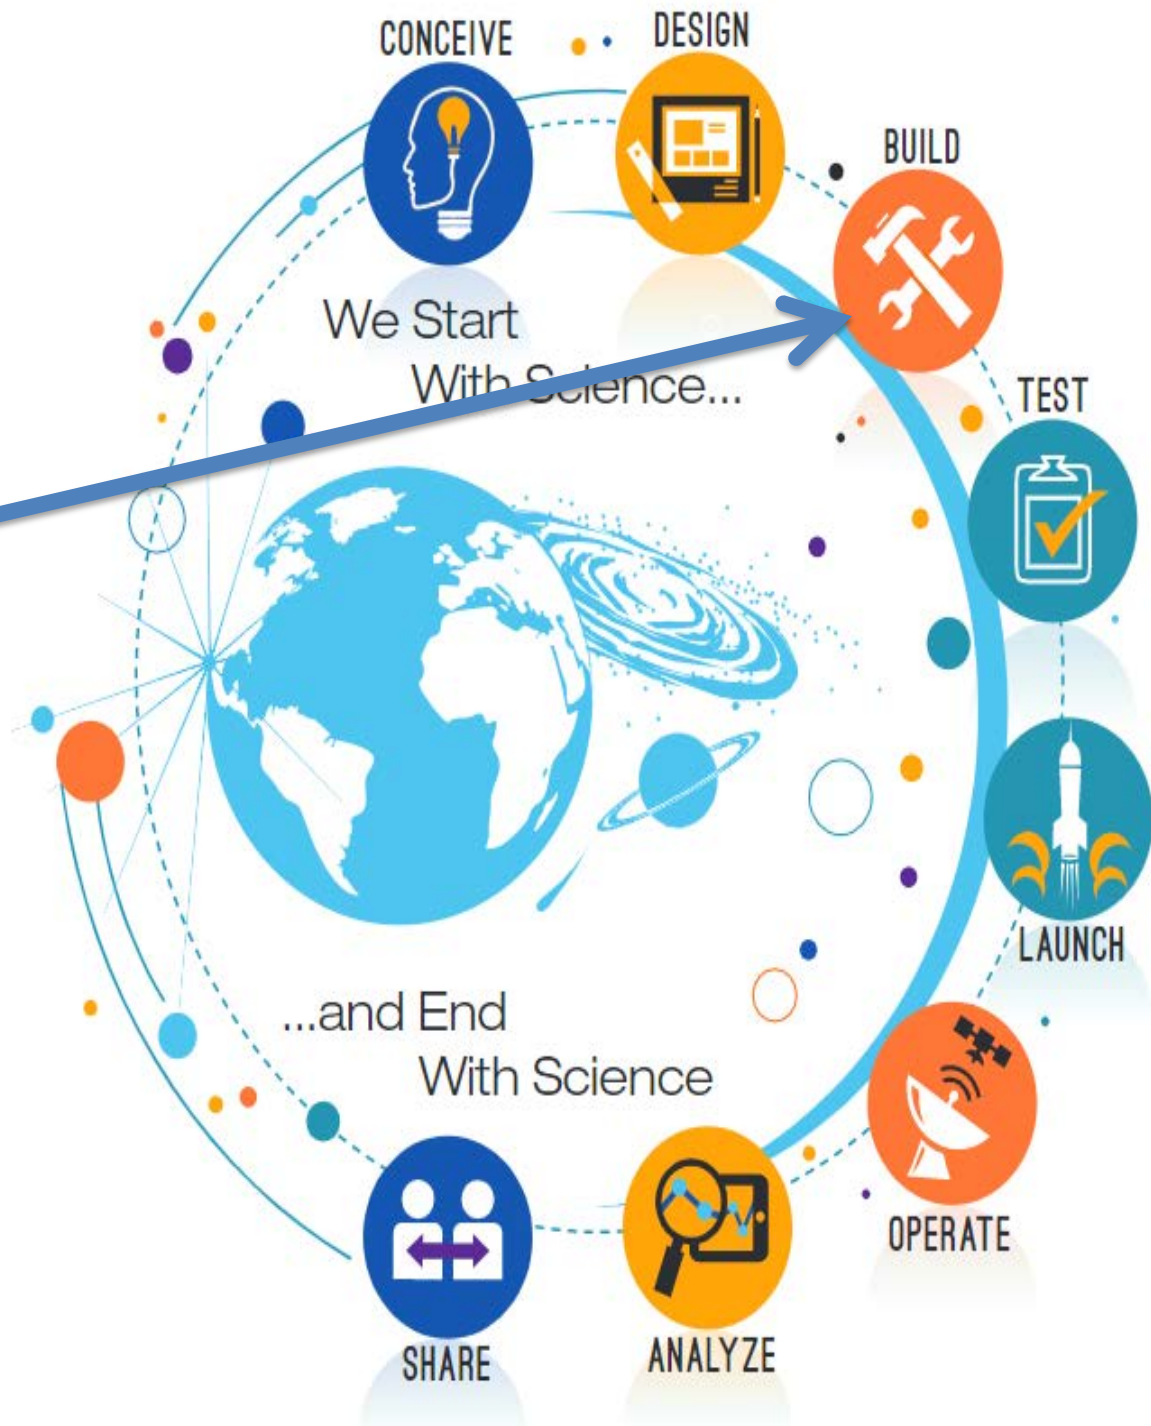 CONCEIVE
DESIGN
BUILD
We Start
With Science...
TEST
LAUNCH
...and End
With Science
OPERATE
ANALYZE
SHARE